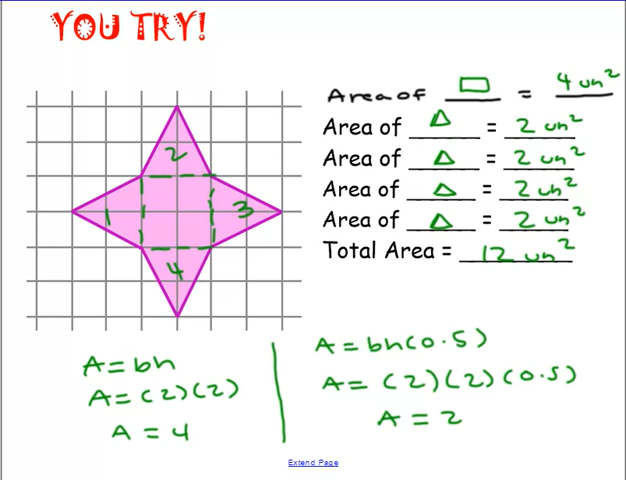 YOU TRY!
Area of ▭ = 4 un²
Area of △ = 2 un²
Area of △ = 2 un²
Area of △ = 2 un²
Area of △ = 2 un²
Total Area = 12 un²
2
1
3
4
A = bh
A = (2)(2)
A = 4
A = bh(0.5)
A = (2)(2)(0.5)
A = 2
Extend Page